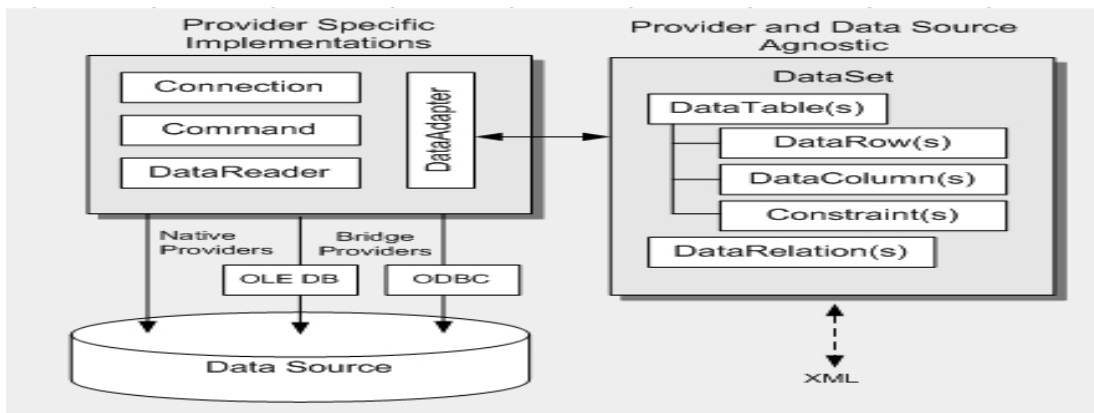 Provider Specific
Implementations
Connection
Command
DataReader
DataAdapter
Native
Providers
Bridge
Providers
OLE DB
ODBC
Data Source
Provider and Data Source
Agnostic
DataSet
DataTable(s)
DataRow(s)
DataColumn(s)
Constraint(s)
DataRelation(s)
XML